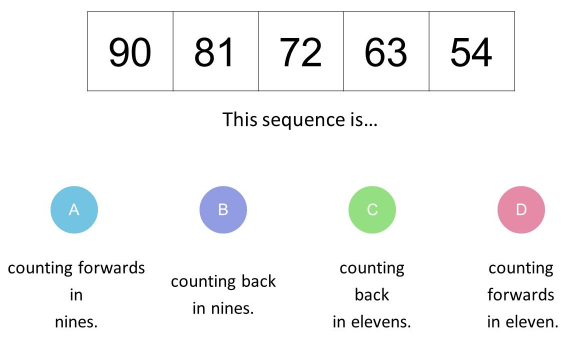 90 81 72 63 54
This sequence is...
A B C D
counting forwards
in
nines.
counting back
in nines.
counting
back
in elevens.
counting
forwards
in eleven.